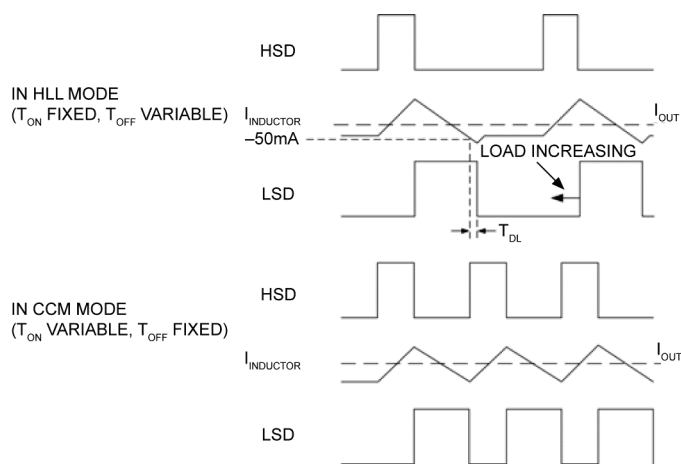 HSD
IN HLL MODE
(TON FIXED, TOFF VARIABLE)
IINDUCTOR
IOUT
–50mA
LOAD INCREASING
LSD
TDL
HSD
IN CCM MODE
(TON VARIABLE, TOFF FIXED)
IINDUCTOR
IOUT
LSD